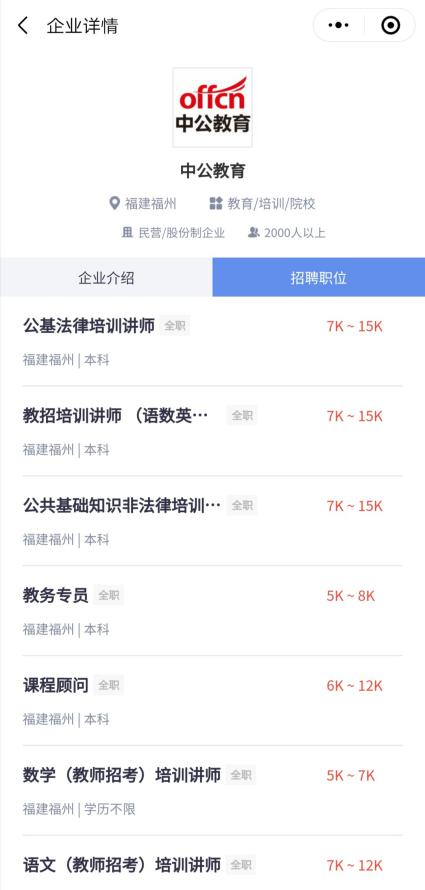 企业详情
offcn
中公教育
中公教育
福建福州 教育/培训/院校
民营/股份制企业 2000人以上
企业介绍 招聘职位
公基法律培训讲师 全职 7K ~ 15K
福建福州 | 本科
教招培训讲师 （语数英… 全职 7K ~ 15K
福建福州 | 本科
公共基础知识非法律培训… 全职 7K ~ 15K
福建福州 | 本科
教务专员 全职 5K ~ 8K
福建福州 | 本科
课程顾问 全职 6K ~ 12K
福建福州 | 本科
数学（教师招考）培训讲师 全职 5K ~ 7K
福建福州 | 学历不限
语文（教师招考）培训讲师 全职 7K ~ 12K